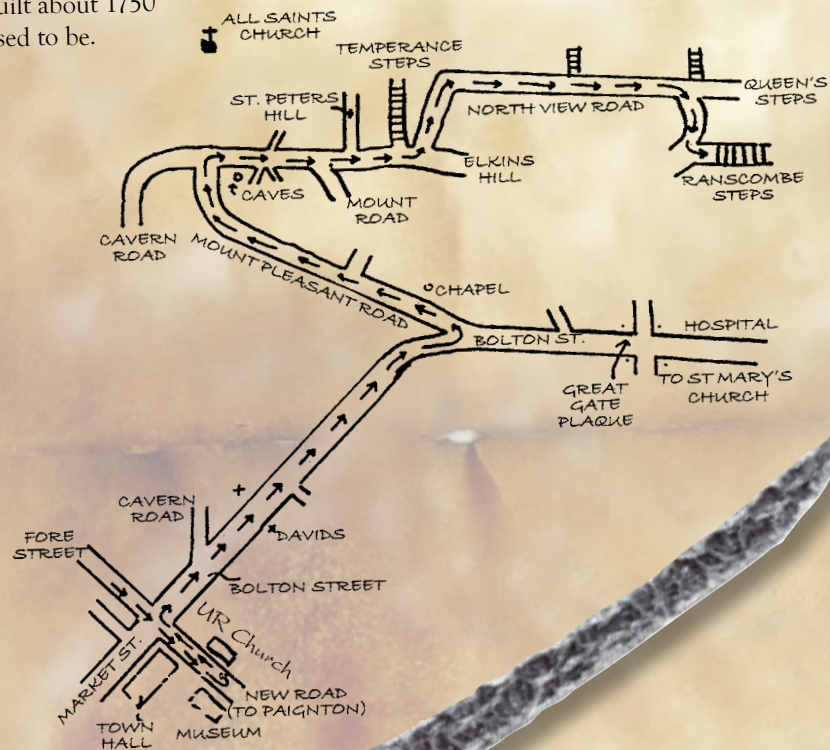 uilt about 1750
sed to be.
ALL SAINTS
CHURCH
TEMPERANCE
STEPS
ST. PETERS
HILL
QUEEN'S
STEPS
NORTH VIEW ROAD
ELKINS
HILL
CAVES
MOUNT
ROAD
RANSCOMBE
STEPS
CAVERN
ROAD
MOUNT PLEASANT ROAD
CHAPEL
BOLTON ST.
HOSPITAL
GREAT
GATE
PLAQUE
TO ST MARY'S
CHURCH
CAVERN
ROAD
FORE
STREET
DAVIDS
BOLTON STREET
UR Church
MARKET ST.
NEW ROAD
(TO PAIGNTON)
TOWN
HALL
MUSEUM